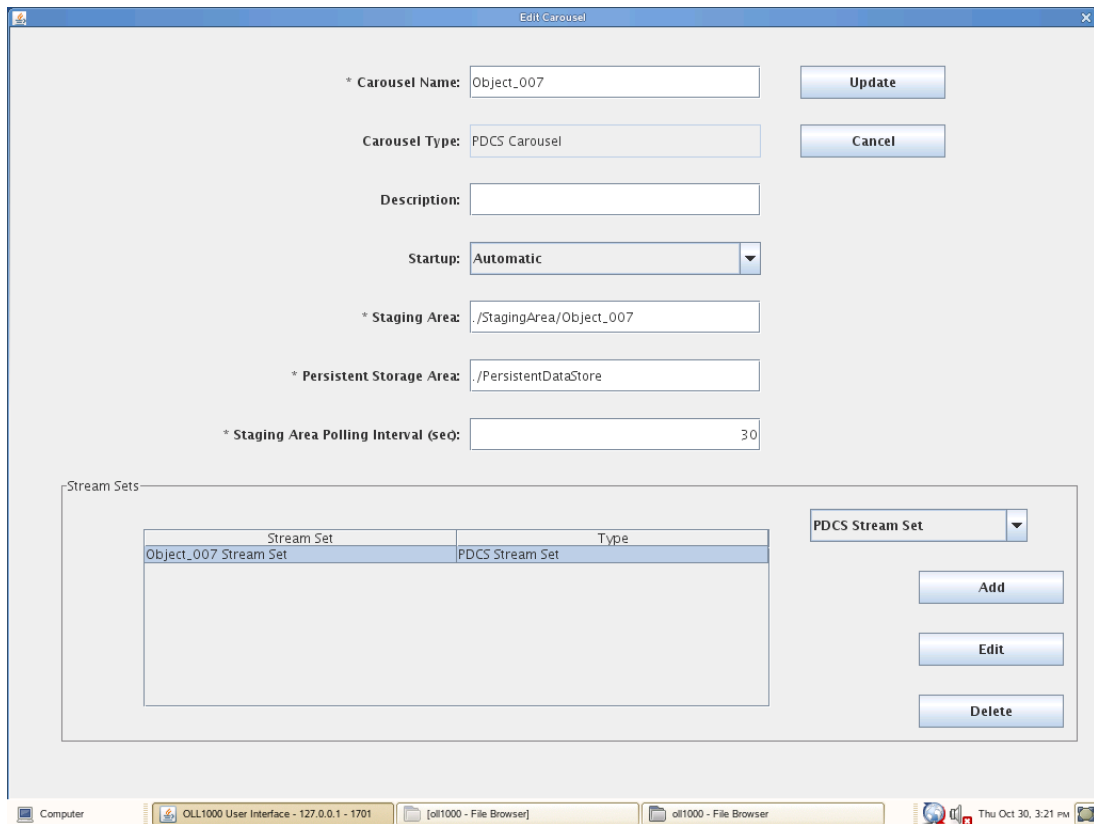 Edit Carousel
* Carousel Name: Object_007 Update
Carousel Type: PDCS Carousel Cancel
Description:
Startup: Automatic
* Staging Area: ./StagingArea/Object_007
* Persistent Storage Area: ./PersistentDataStore
* Staging Area Polling Interval (sec): 30
Stream Sets
PDCS Stream Set
Stream Set Type
Object_007 Stream Set PDCS Stream Set
Add
Edit
Delete
Computer OLL1000 User Interface - 127.0.0.1 - 1701 [oll1000 - File Browser] oll1000 - File Browser Thu Oct 30, 3:21 PM